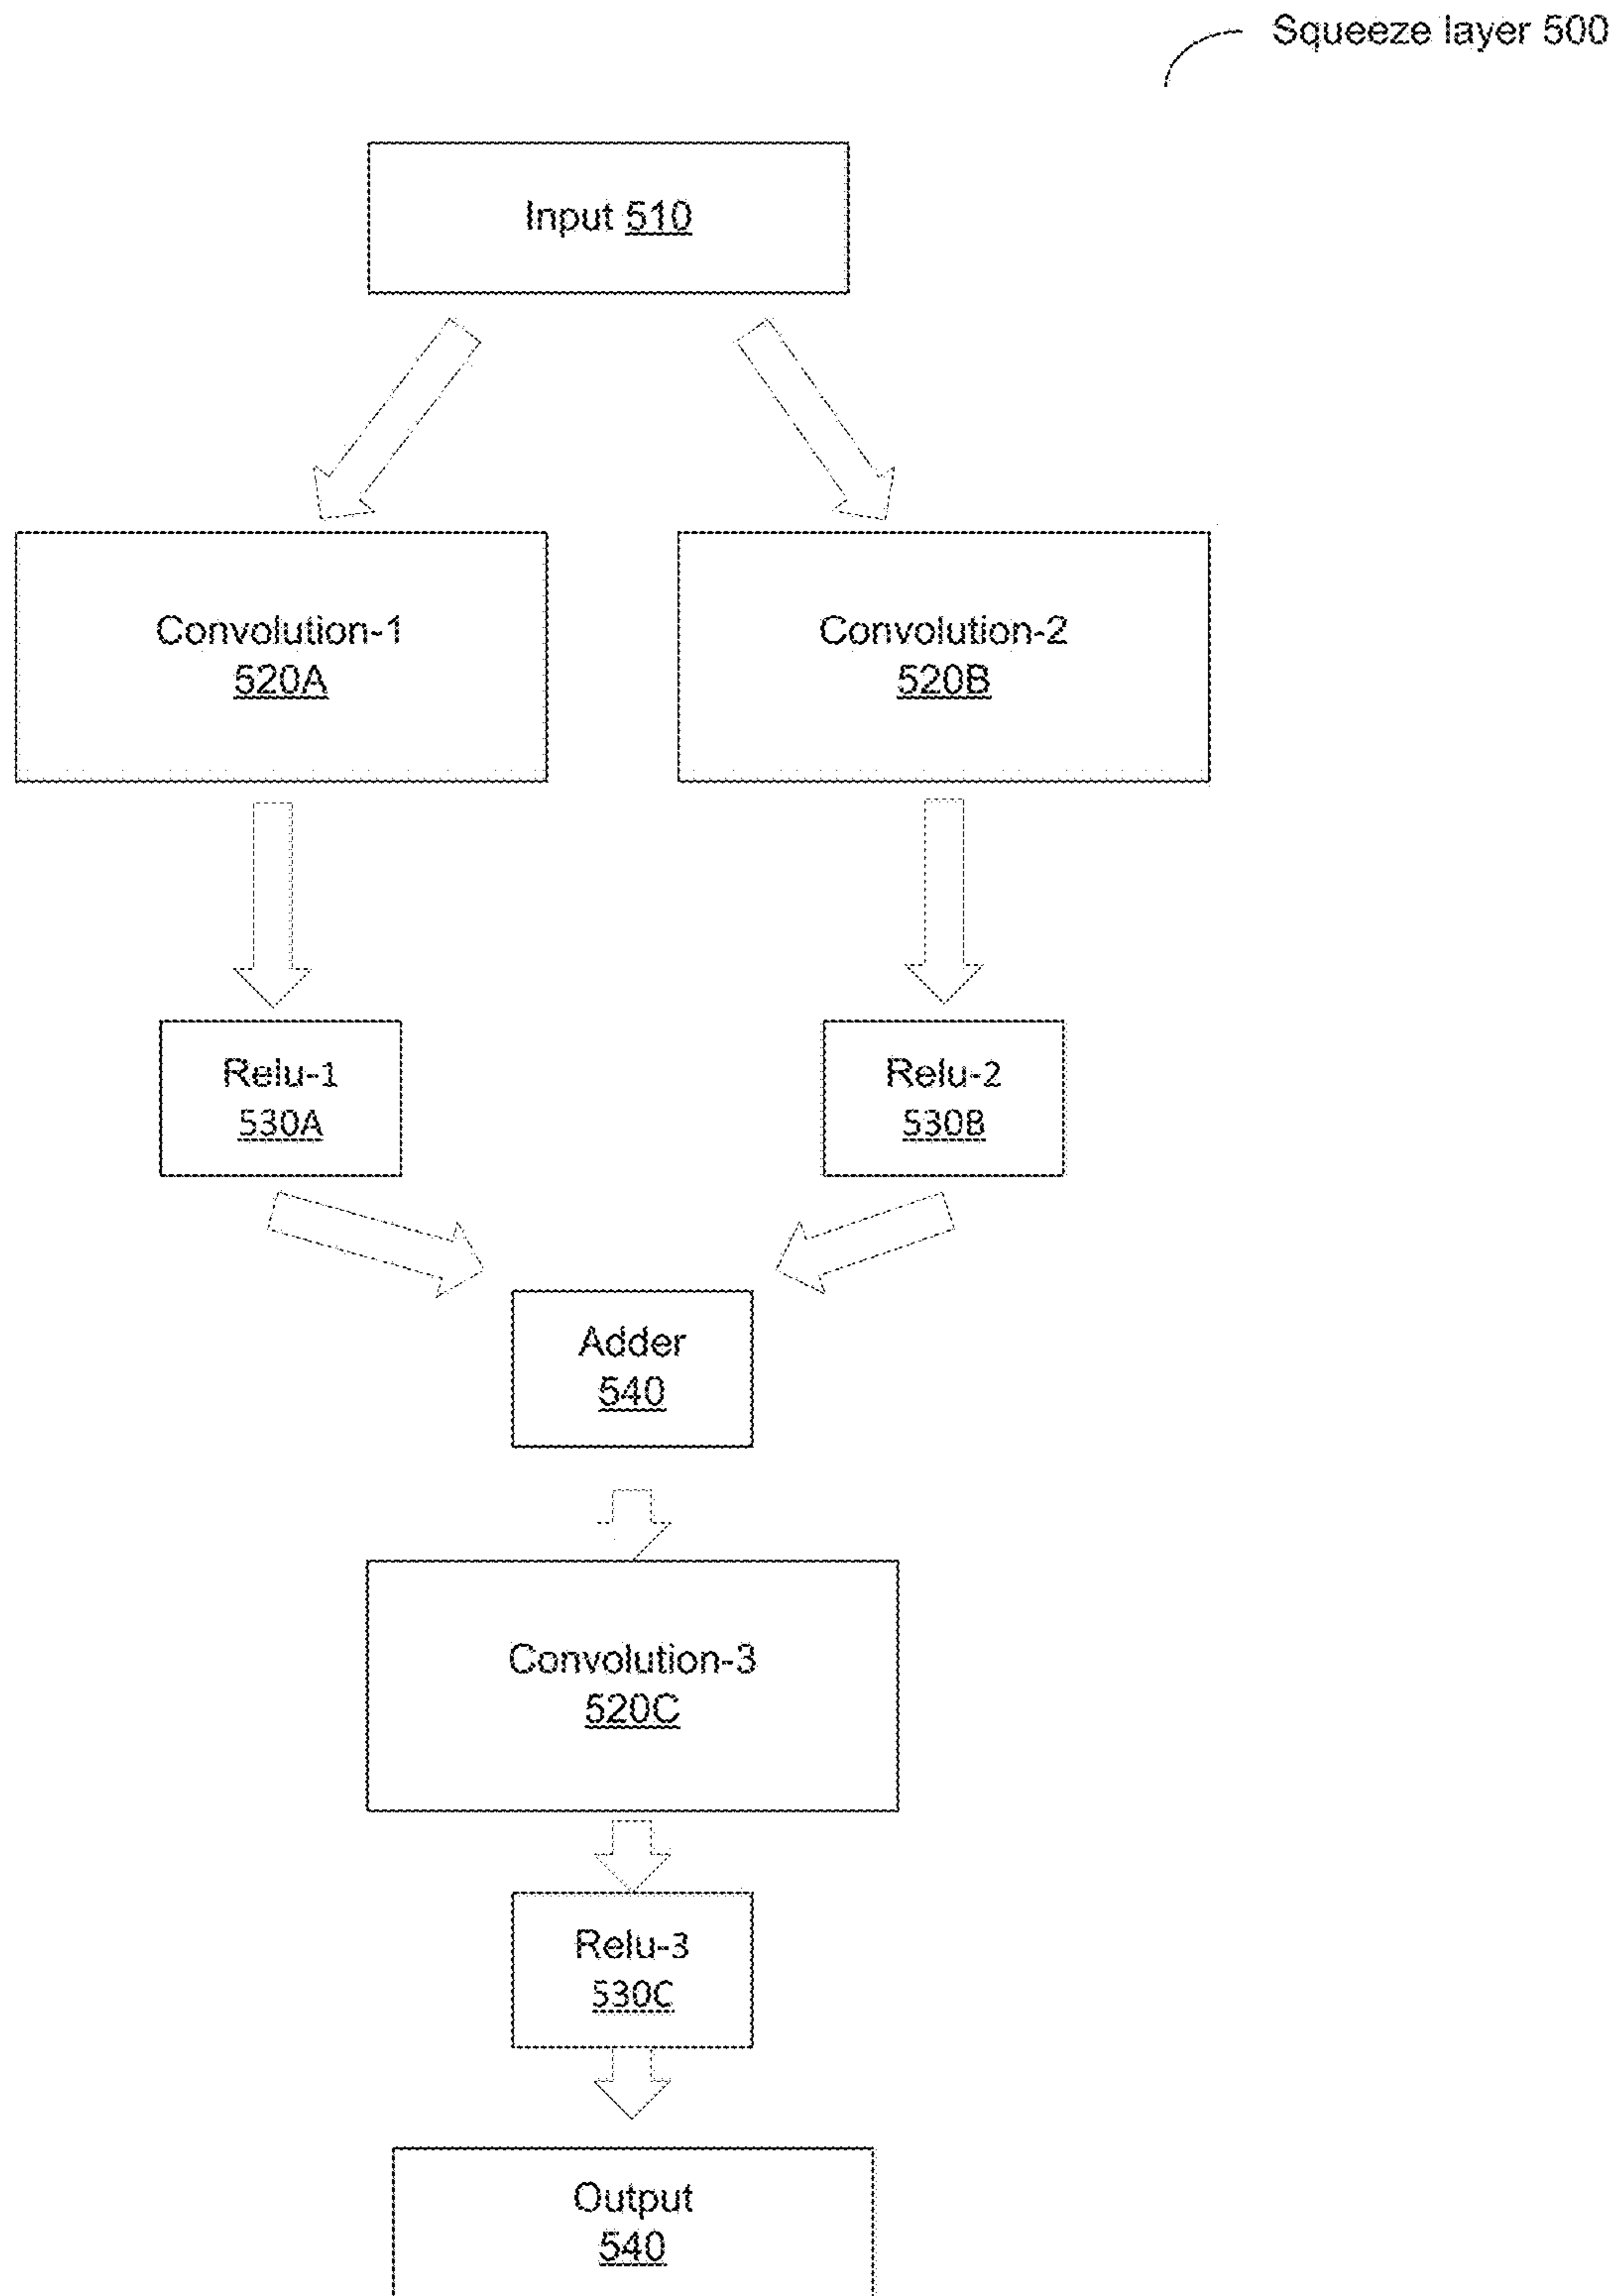 Squeeze layer 500
Input 510
Convolution-1
520A
Convolution-2
520B
Relu-1
530A
Relu-2
530B
Adder
540
Convolution-3
520C
Relu-3
530C
Output
540